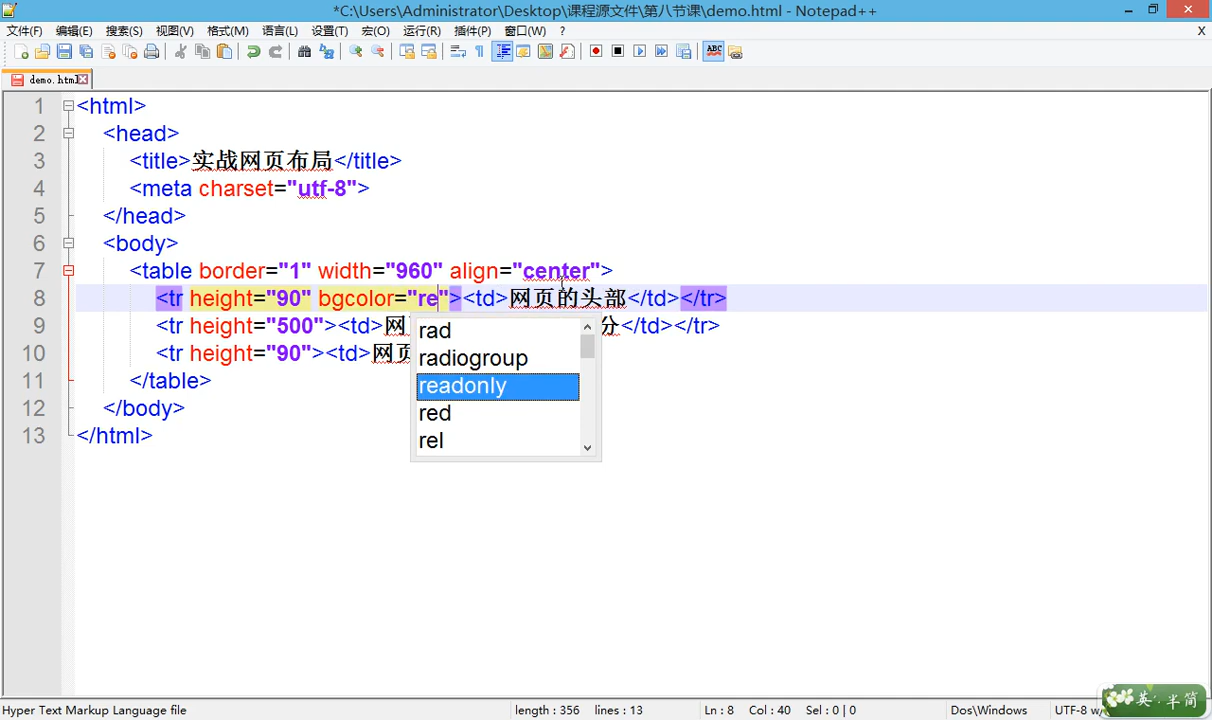 *C:\Users\Administrator\Desktop\课程源文件\第八节课\demo.html - Notepad++
文件(F) 编辑(E) 搜索(S) 视图(V) 格式(M) 语言(L) 设置(T) 宏(O) 运行(R) 插件(P) 窗口(W) ? X
demo.html
1 <html>
2 <head>
3 <title>实战网页布局</title>
4 <meta charset="utf-8">
5 </head>
6 <body>
7 <table border="1" width="960" align="center">
8 <tr height="90" bgcolor="re"><td>网页的头部</td></tr>
9 <tr height="500"><td>网 分</td></tr>
10 <tr height="90"><td>网页
11 </table>
12 </body>
13 </html>
rad
radiogroup
readonly
red
rel
Hyper Text Markup Language file length : 356 lines : 13 Ln : 8 Col : 40 Sel : 0 | 0 Dos\Windows UTF-8 w/
英 半 简